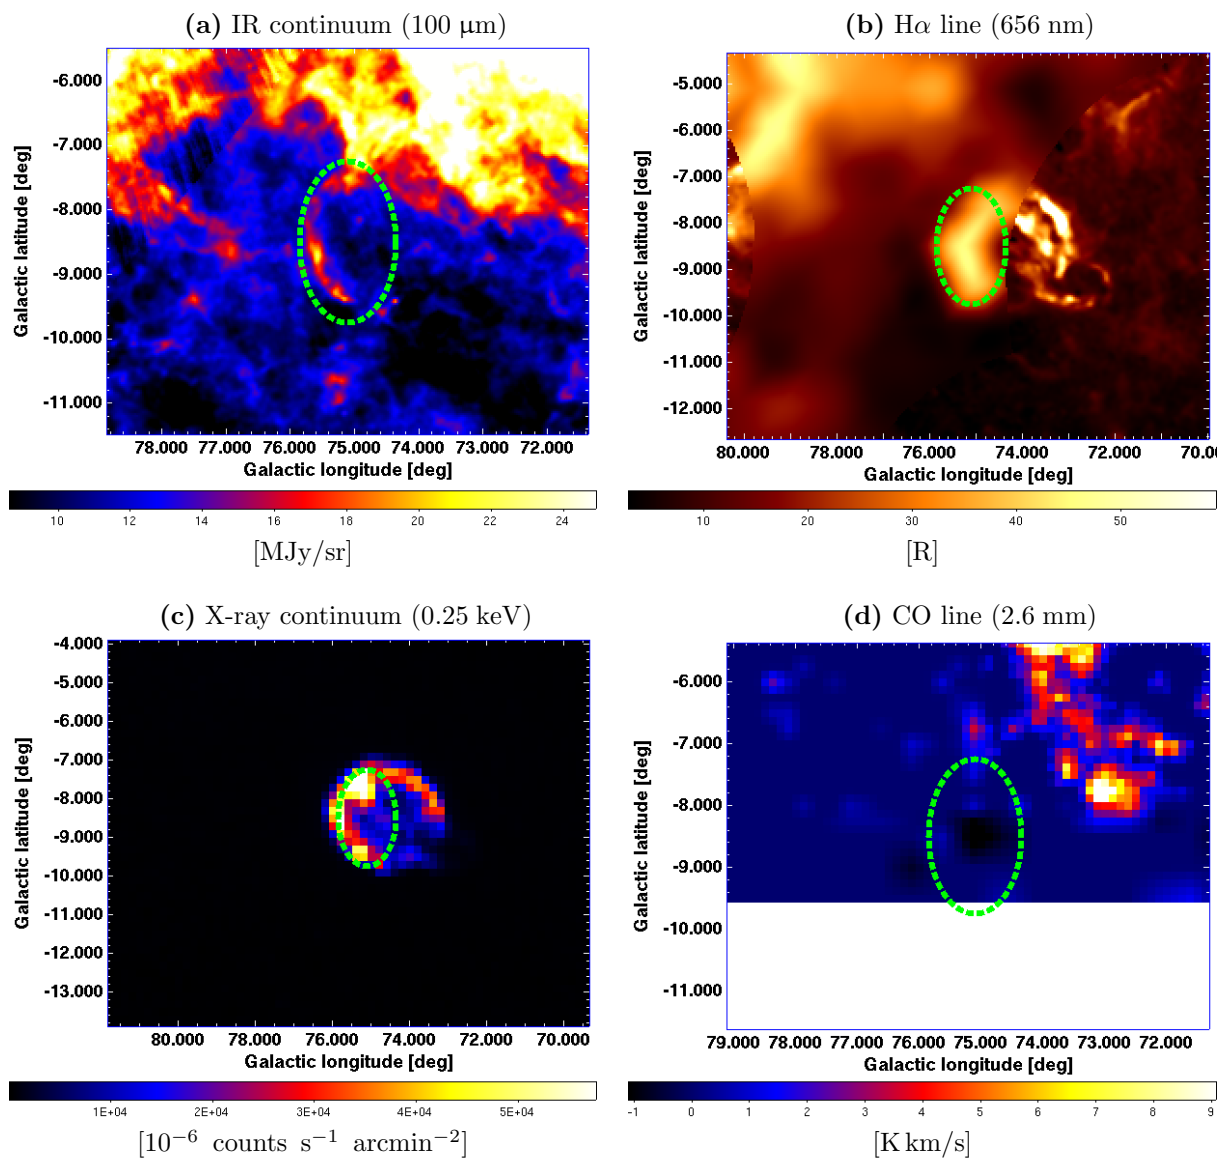 (a) IR continuum (100 μm)
Galactic latitude [deg]
-6.000
-7.000
-8.000
-9.000
-10.000
-11.000
78.000 77.000 76.000 75.000 74.000 73.000 72.000
Galactic longitude [deg]
10 12 14 16 18 20 22 24
[MJy/sr]
(b) Hα line (656 nm)
Galactic latitude [deg]
-5.000
-6.000
-7.000
-8.000
-9.000
-10.000
-11.000
-12.000
80.000 78.000 76.000 74.000 72.000 70.00
Galactic longitude [deg]
10 20 30 40 50
[R]
(c) X-ray continuum (0.25 keV)
Galactic latitude [deg]
-4.000
-5.000
-6.000
-7.000
-8.000
-9.000
-10.000
-11.000
-12.000
-13.000
80.000 78.000 76.000 74.000 72.000 70.000
Galactic longitude [deg]
1E+04 2E+04 3E+04 4E+04 5E+04
[10⁻⁶ counts s⁻¹ arcmin⁻²]
(d) CO line (2.6 mm)
Galactic latitude [deg]
-6.000
-7.000
-8.000
-9.000
-10.000
-11.000
79.000 78.000 77.000 76.000 75.000 74.000 73.000 72.000
Galactic longitude [deg]
-1 0 1 2 3 4 5 6 7 8 9
[K km/s]